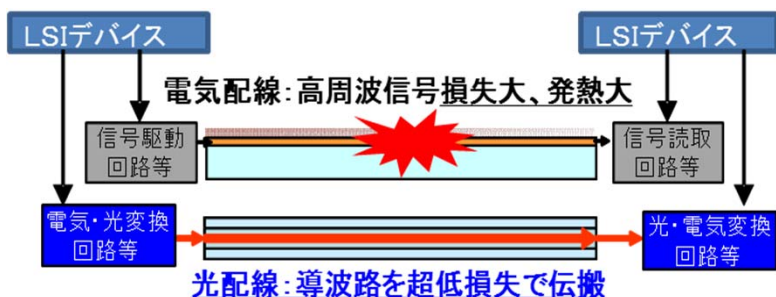 LSIデバイス
LSIデバイス
電気配線:高周波信号損失大、発熱大
信号駆動
回路等
信号読取
回路等
電気・光変換
回路等
光・電気変換
回路等
光配線:導波路を超低損失で伝搬